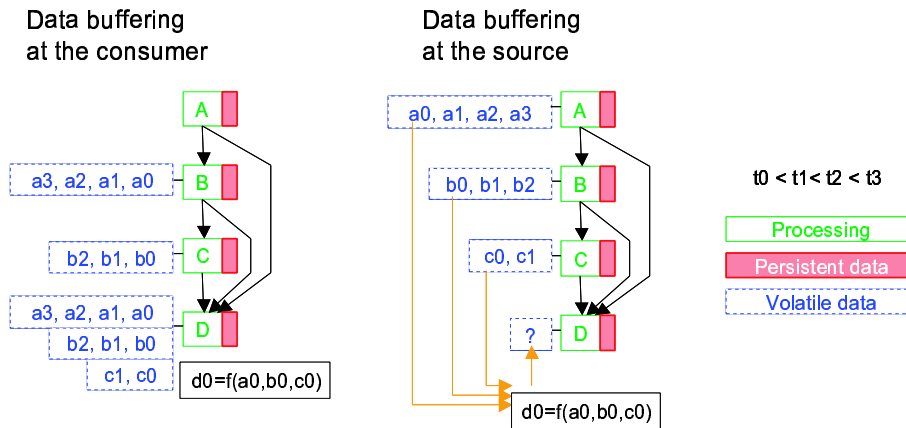 Data buffering
at the consumer
A
a3, a2, a1, a0
B
b2, b1, b0
C
a3, a2, a1, a0
D
b2, b1, b0
c1, c0
d0=f(a0,b0,c0)
Data buffering
at the source
a0, a1, a2, a3
A
b0, b1, b2
B
c0, c1
C
?
D
d0=f(a0,b0,c0)
t0 < t1< t2 < t3
Processing
Persistent data
Volatile data